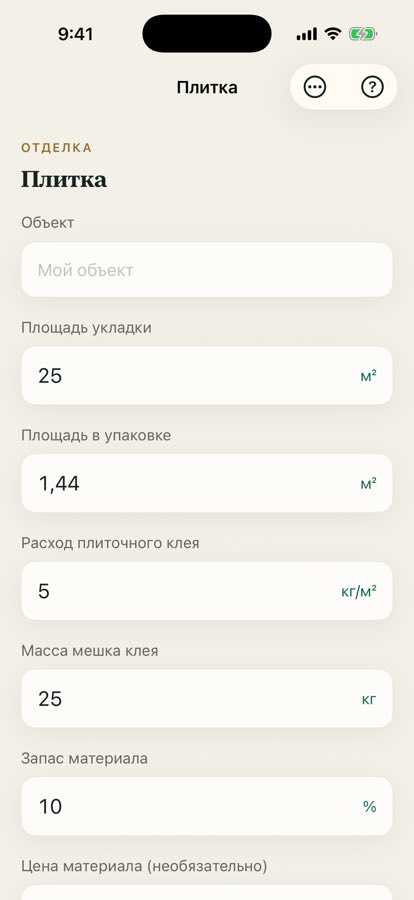 9:41
Плитка
ОТДЕЛКА
Плитка
Объект
Мой объект
Площадь укладки
25 м²
Площадь в упаковке
1,44 м²
Расход плиточного клея
5 кг/м²
Масса мешка клея
25 кг
Запас материала
10 %
Цена материала (необязательно)